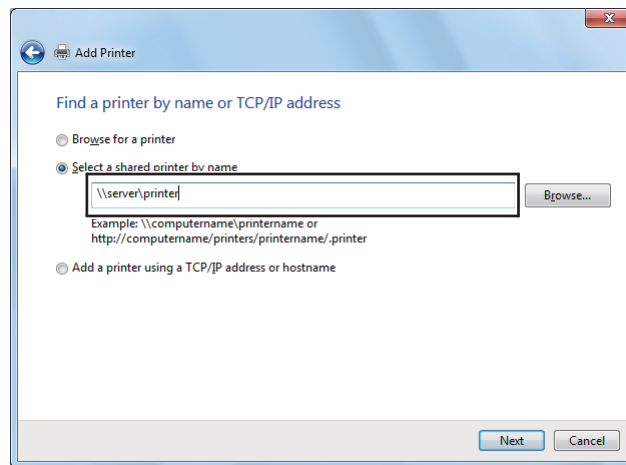 Add Printer
Find a printer by name or TCP/IP address
Browse for a printer
Select a shared printer by name
\\server\printer
Browse...
Example: \\computername\printername or
http://computername/printers/printername/.printer
Add a printer using a TCP/IP address or hostname
Next
Cancel